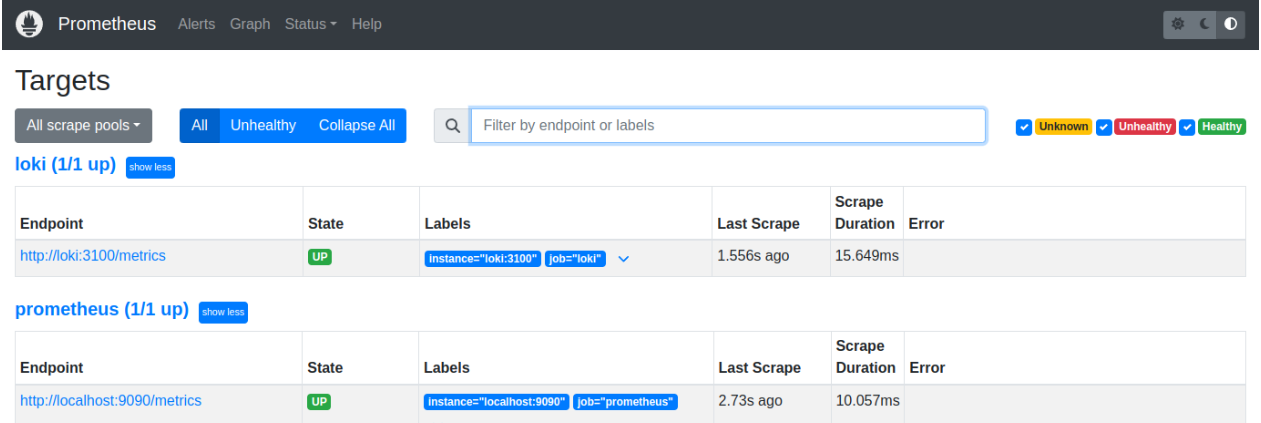 Prometheus Alerts Graph Status Help
Targets
All scrape pools All Unhealthy Collapse All Filter by endpoint or labels Unknown Unhealthy Healthy
loki (1/1 up) show less
Endpoint State Labels Last Scrape Scrape Duration Error
http://loki:3100/metrics UP instance="loki:3100" job="loki" 1.556s ago 15.649ms
prometheus (1/1 up) show less
Endpoint State Labels Last Scrape Scrape Duration Error
http://localhost:9090/metrics UP instance="localhost:9090" job="prometheus" 2.73s ago 10.057ms